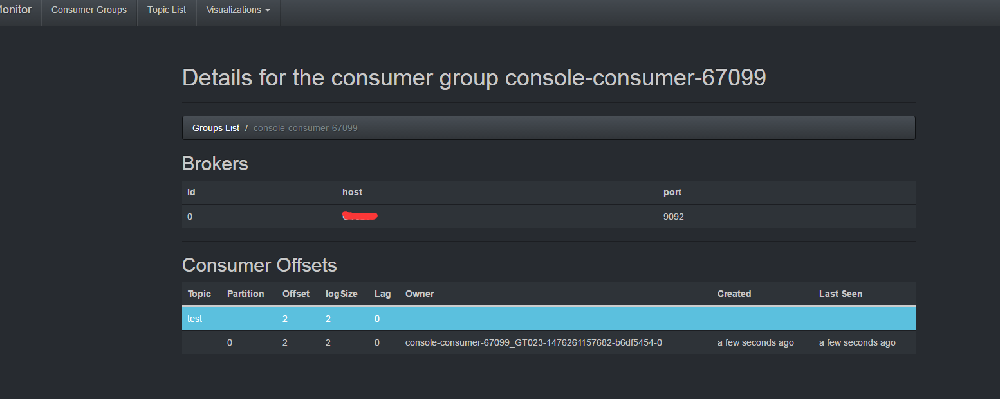 Monitor Consumer Groups Topic List Visualizations
Details for the consumer group console-consumer-67099
Groups List / console-consumer-67099
Brokers
id host port
0 9092
Consumer Offsets
Topic Partition Offset logSize Lag Owner Created Last Seen
test 2 2 0
0 2 2 0 console-consumer-67099_GT023-1476261157682-b6df5454-0 a few seconds ago a few seconds ago